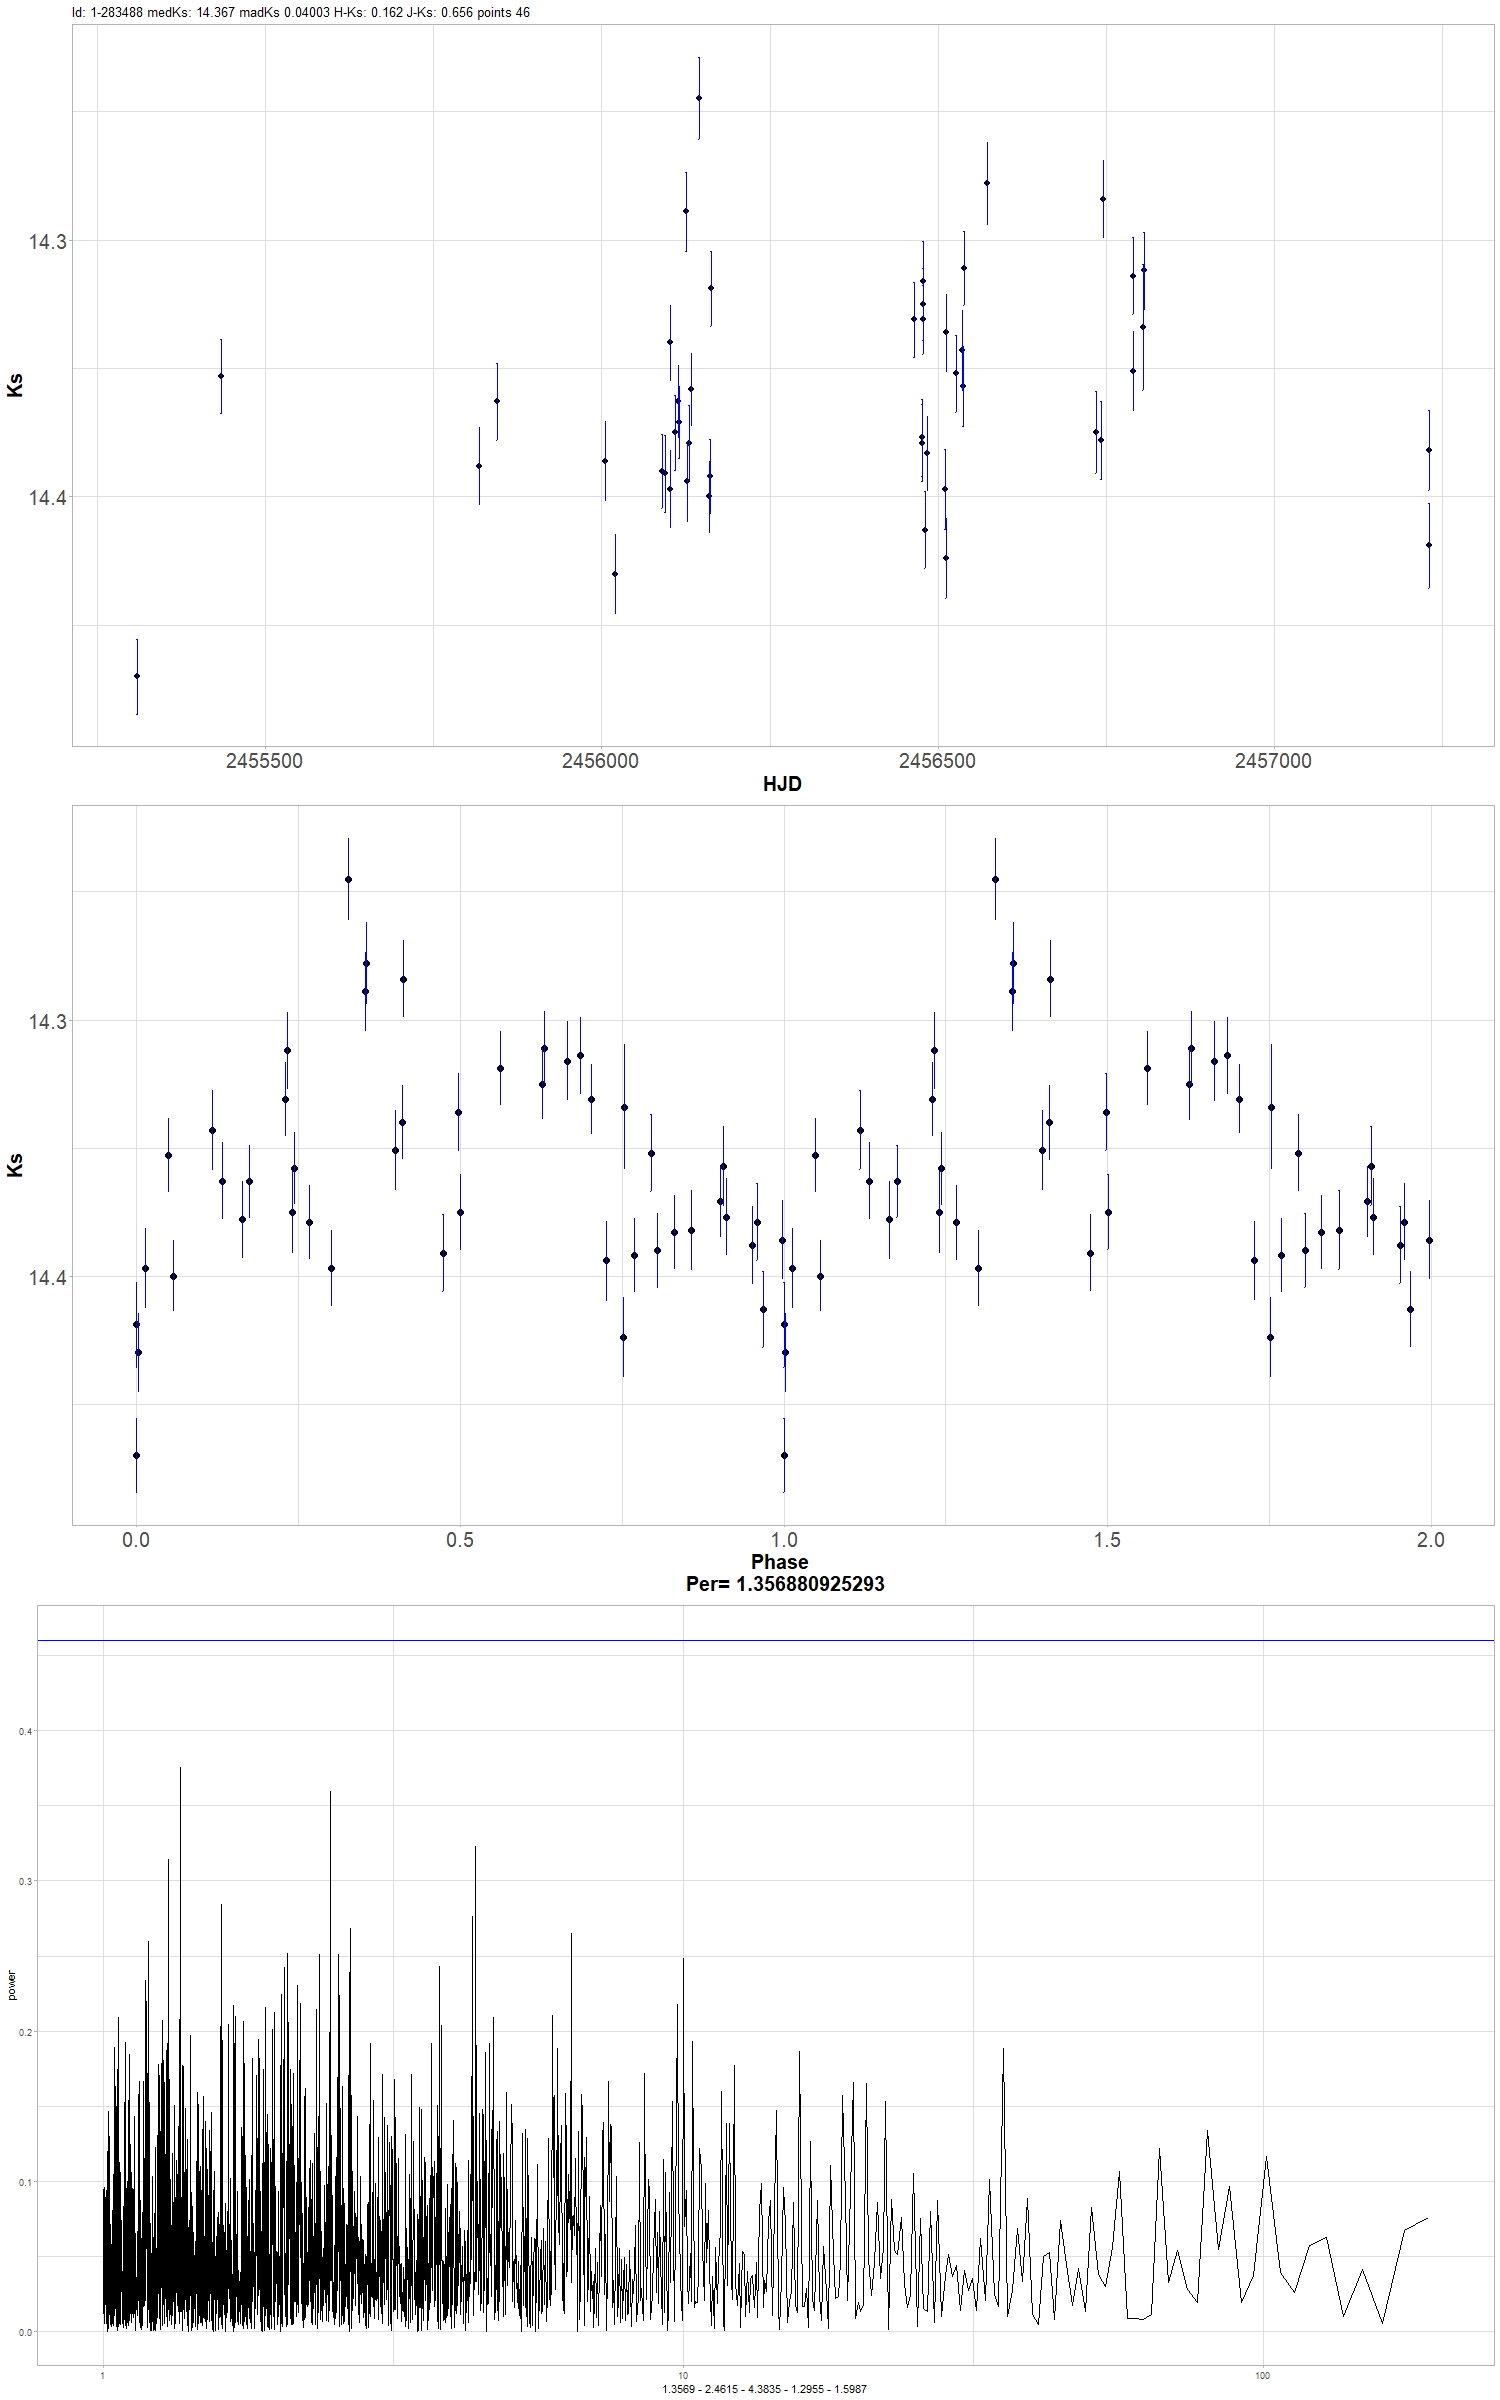 Id: 1-283488 medKs: 14.367 madKs 0.04003 H-Ks: 0.162 J-Ks: 0.656 points 46
14.3
14.4
Ks
2455500 2456000 2456500 2457000
HJD
14.3
14.4
Ks
0.0 0.5 1.0 1.5 2.0
Phase
Per= 1.356880925293
0.4
0.3
0.2
0.1
0.0
power
1 10 100
1.3569 - 2.4615 - 4.3835 - 1.2955 - 1.5987